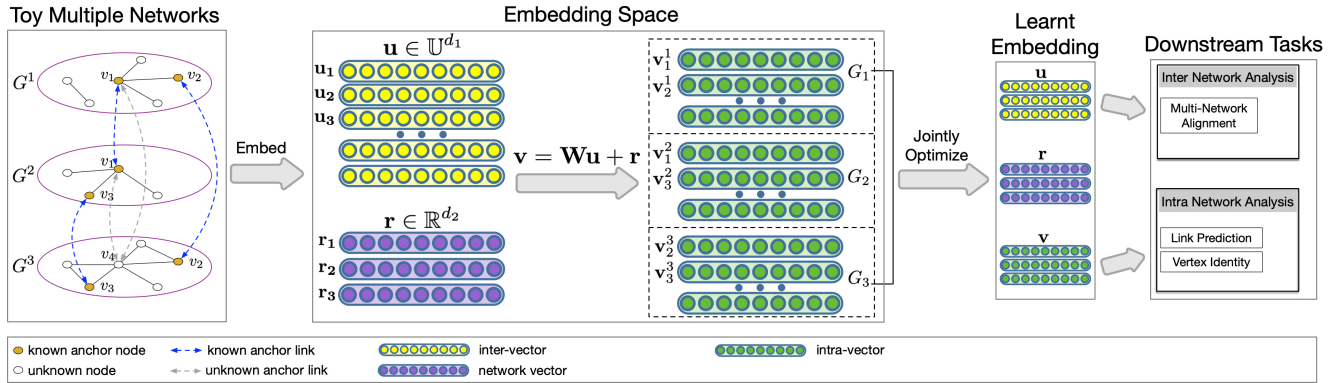 Toy Multiple Networks
Embedding Space
Learnt
Embedding
Downstream Tasks
G¹
v₁
v₂
G²
v₁
v₃
G³
v₄
v₂
v₃
Embed
u ∈ 𝕌^{d₁}
u₁
u₂
u₃
r ∈ ℝ^{d₂}
r₁
r₂
r₃
v = Wu + r
v₁¹
v₂¹
G₁
v₁²
v₃²
G₂
v₂³
v₃³
G₃
Jointly
Optimize
u
r
v
Inter Network Analysis
Multi-Network
Alignment
Intra Network Analysis
Link Prediction
Vertex Identity
known anchor node
known anchor link
inter-vector
intra-vector
unknown node
unknown anchor link
network vector